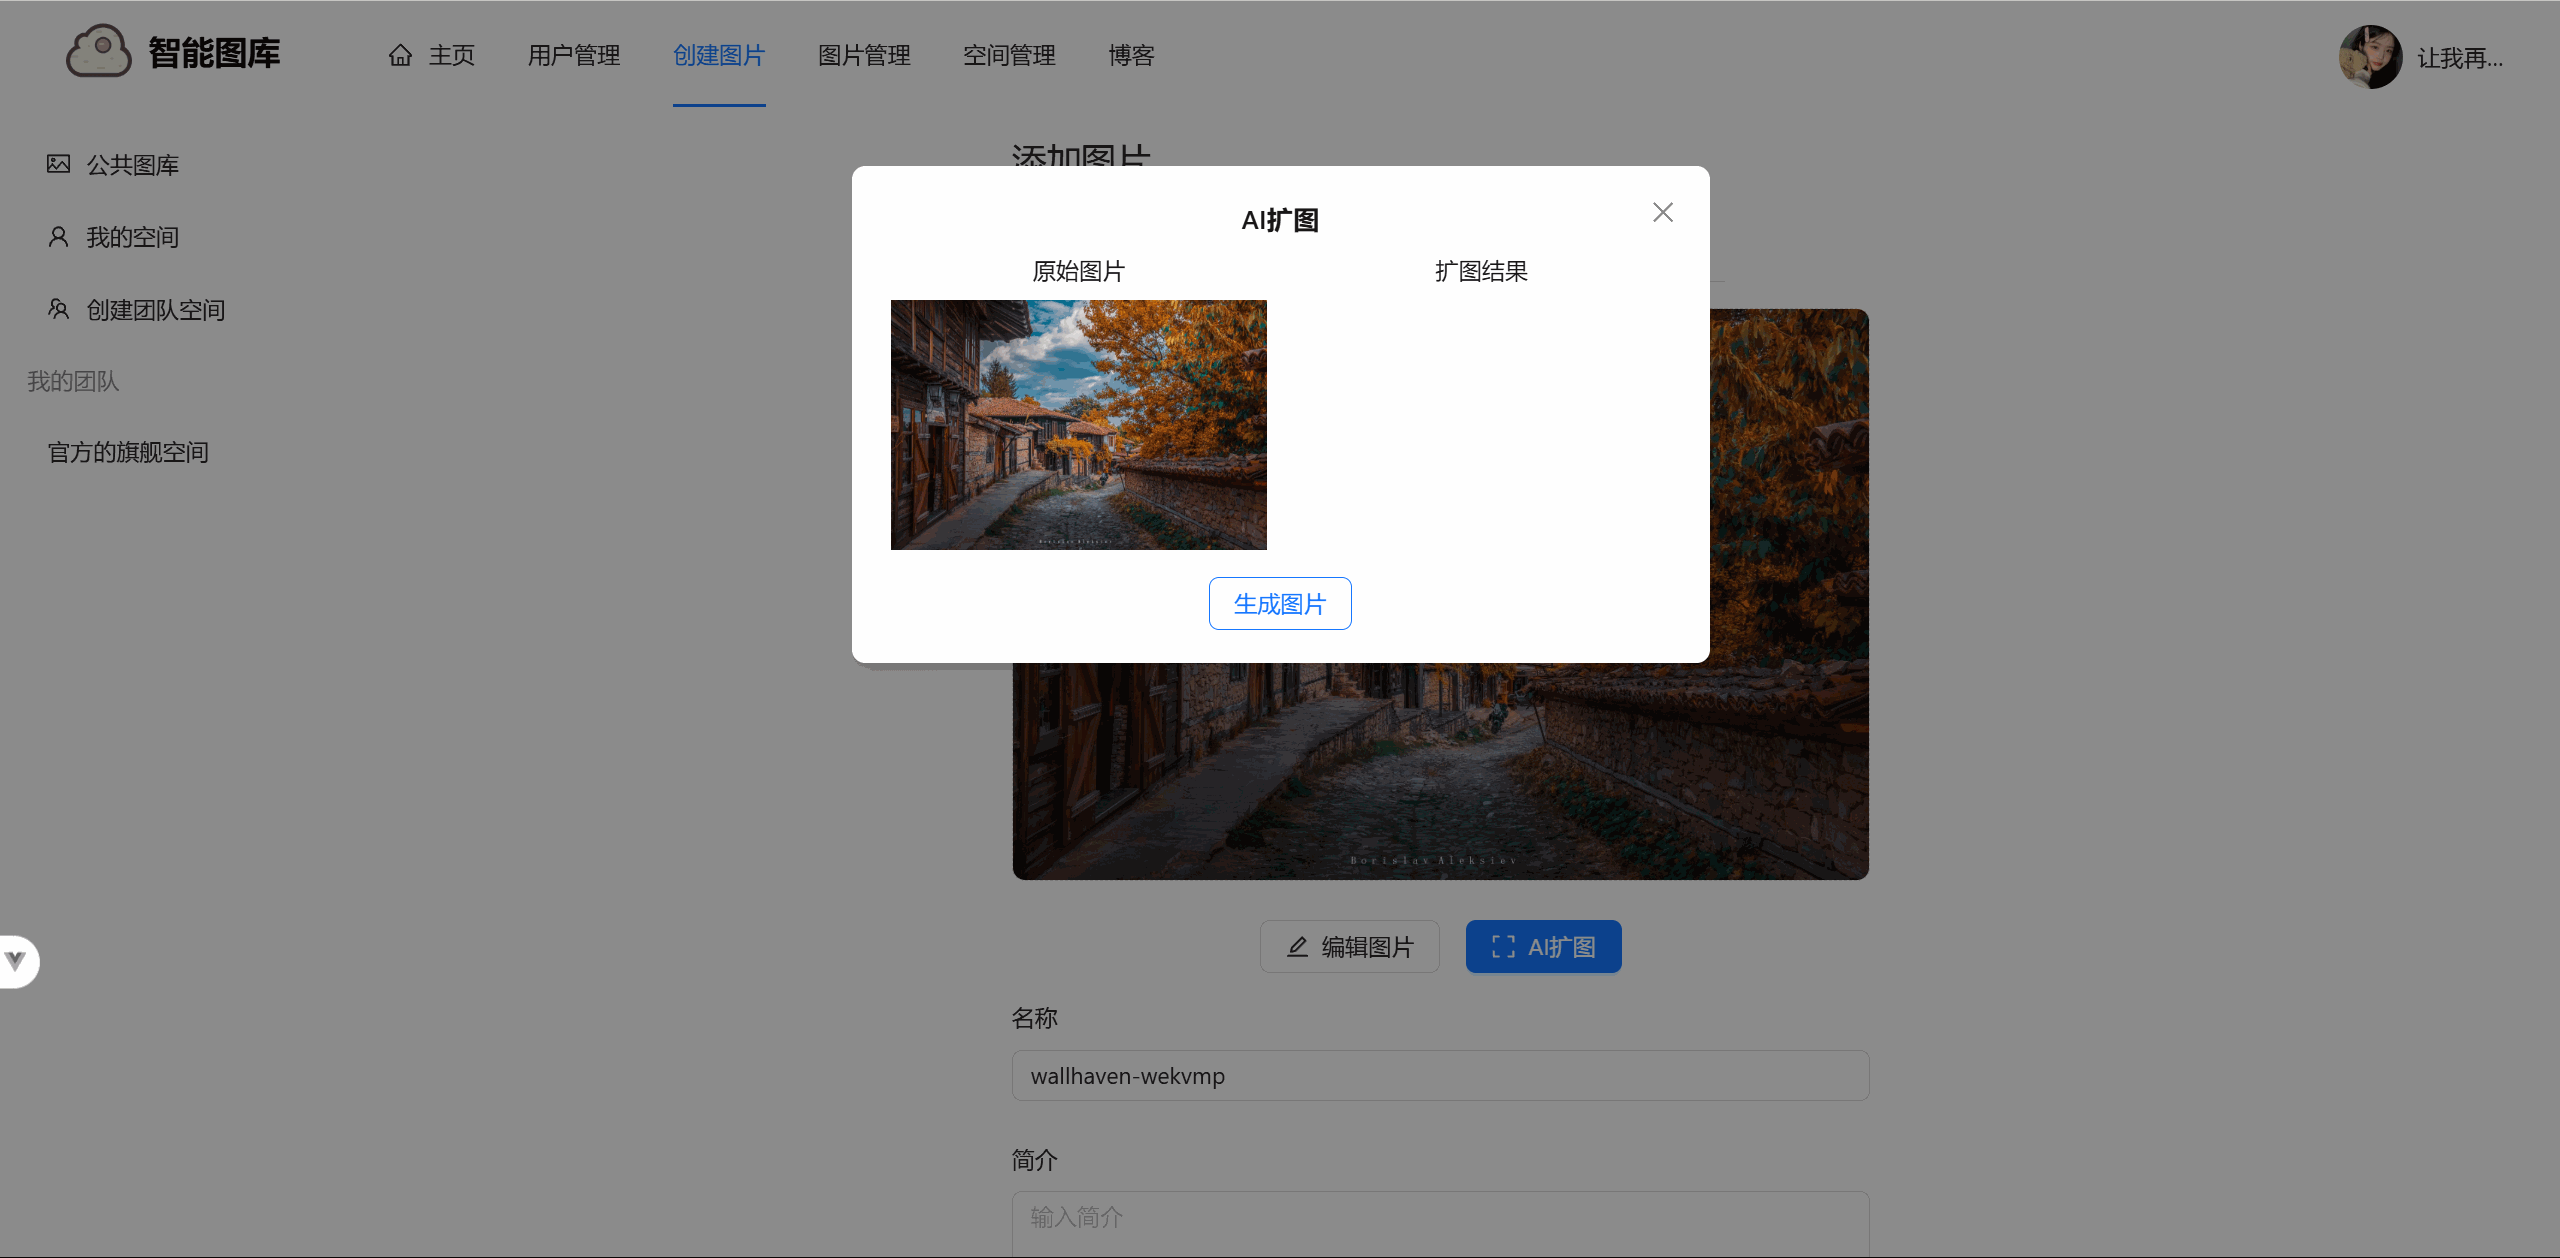 智能图库
主页
用户管理
创建图片
图片管理
空间管理
博客
让我再...
公共图库
我的空间
创建团队空间
我的团队
官方的旗舰空间
添加图片
AI扩图
原始图片
扩图结果
Borislav Aleksiev
生成图片
Borislav Aleksiev
编辑图片
AI扩图
名称
wallhaven-wekvmp
简介
输入简介